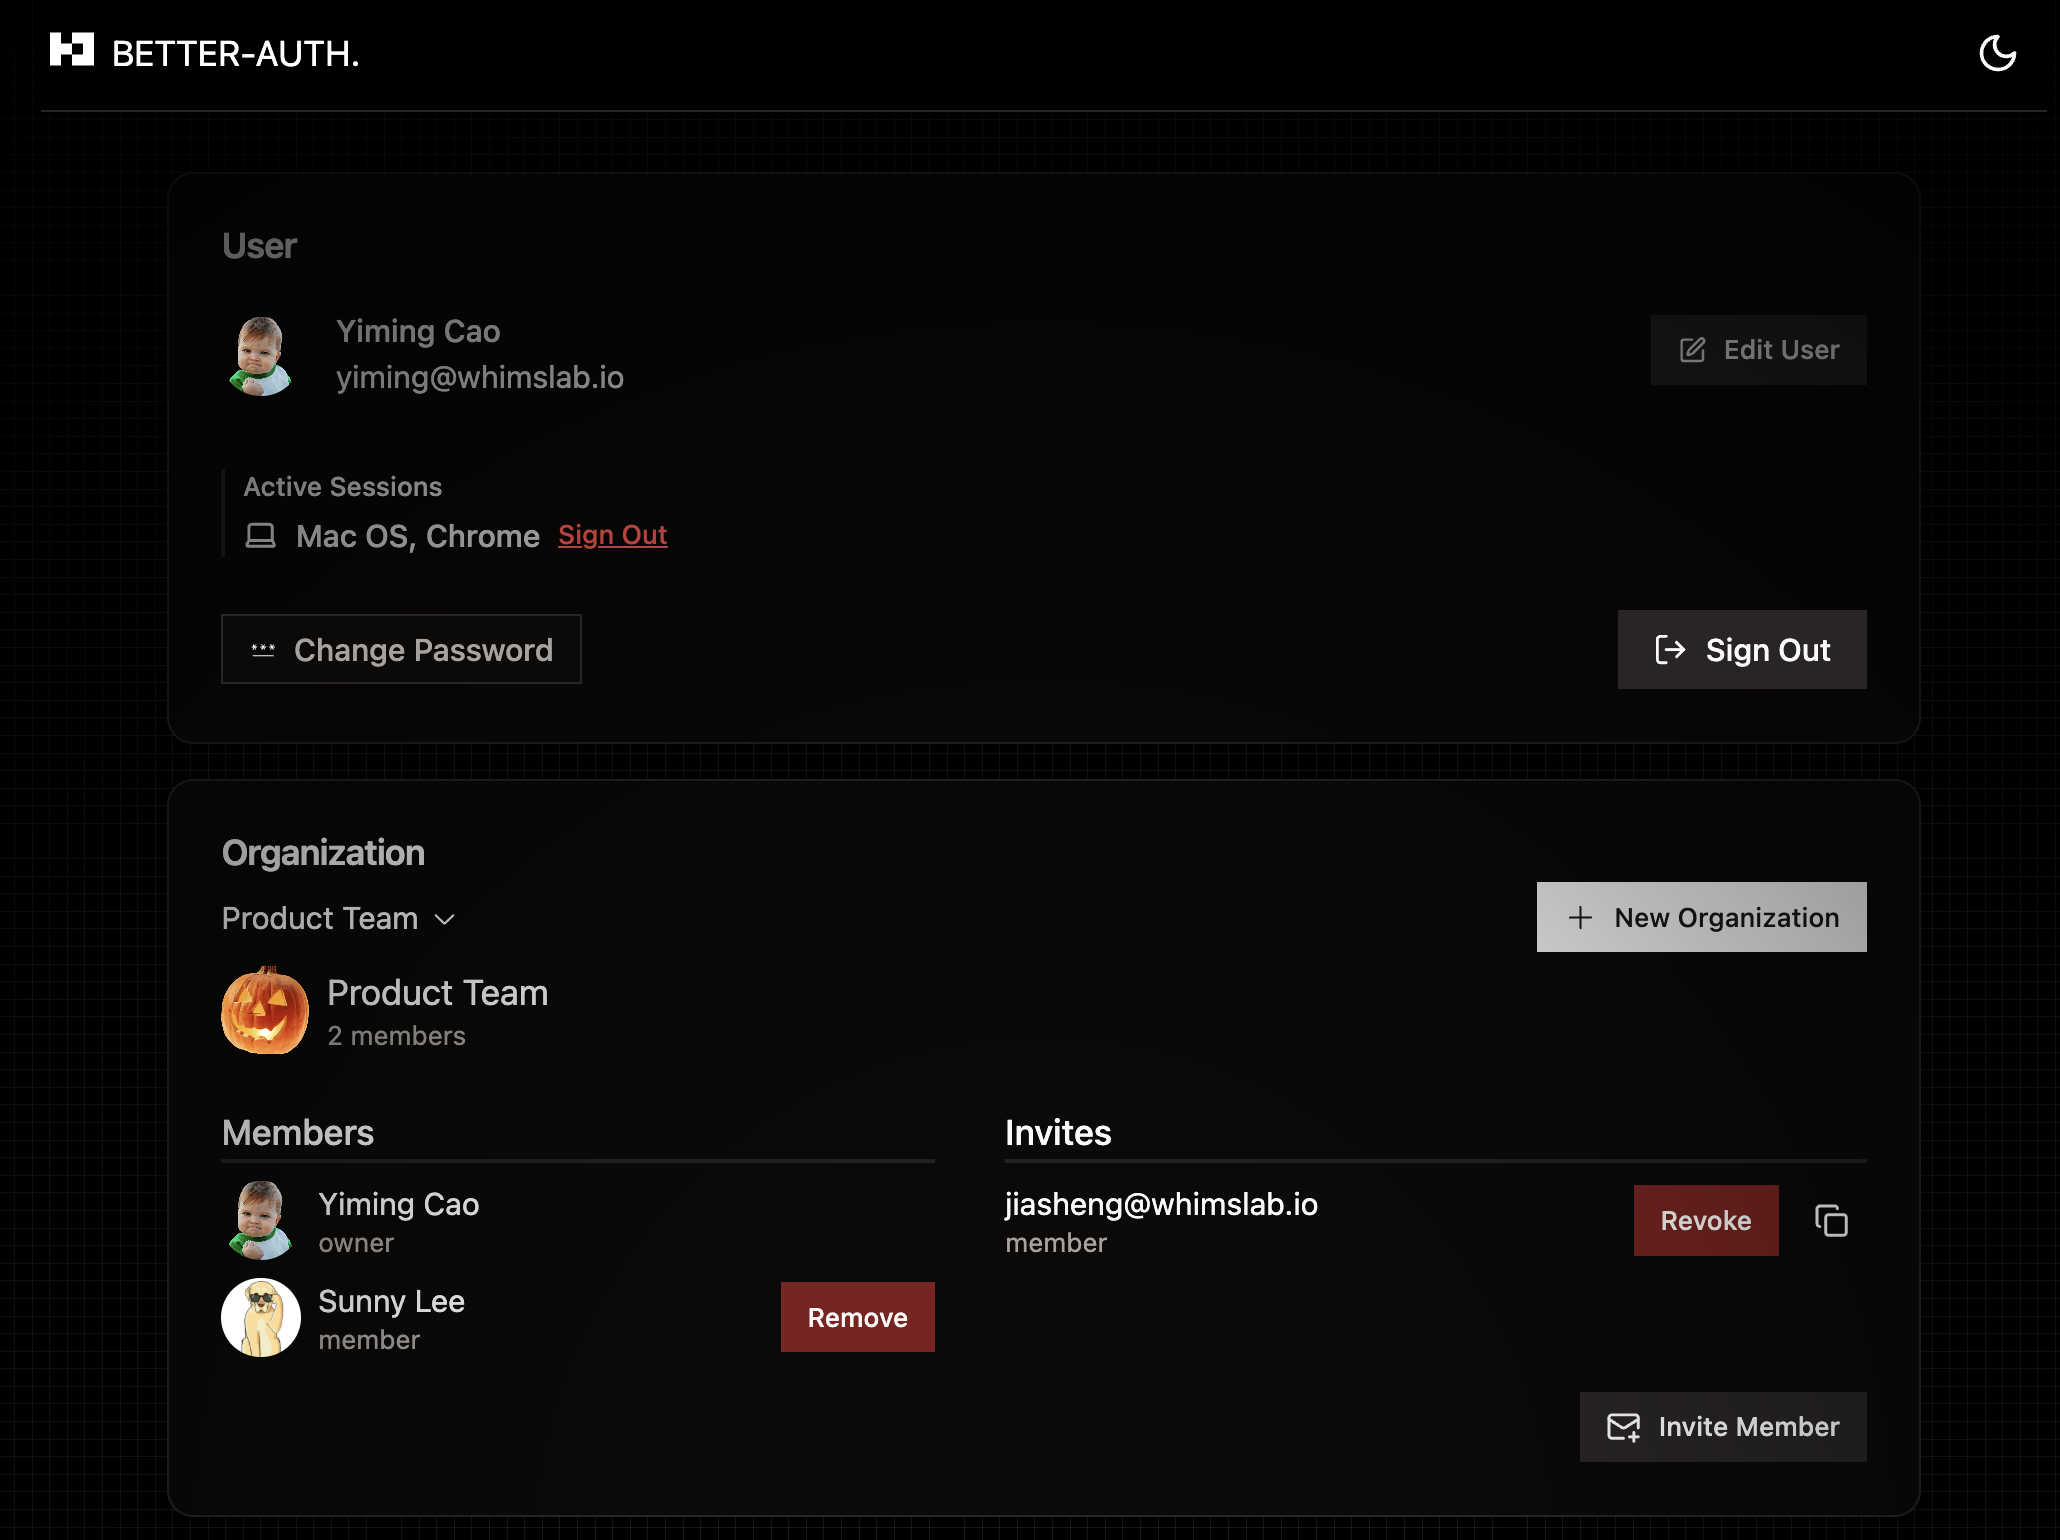 BETTER-AUTH.
User
Yiming Cao
yiming@whimslab.io
Edit User
Active Sessions
Mac OS, Chrome Sign Out
Change Password
Sign Out
Organization
Product Team
New Organization
Product Team
2 members
Members
Yiming Cao
owner
Sunny Lee
member
Remove
Invites
jiasheng@whimslab.io
member
Revoke
Invite Member